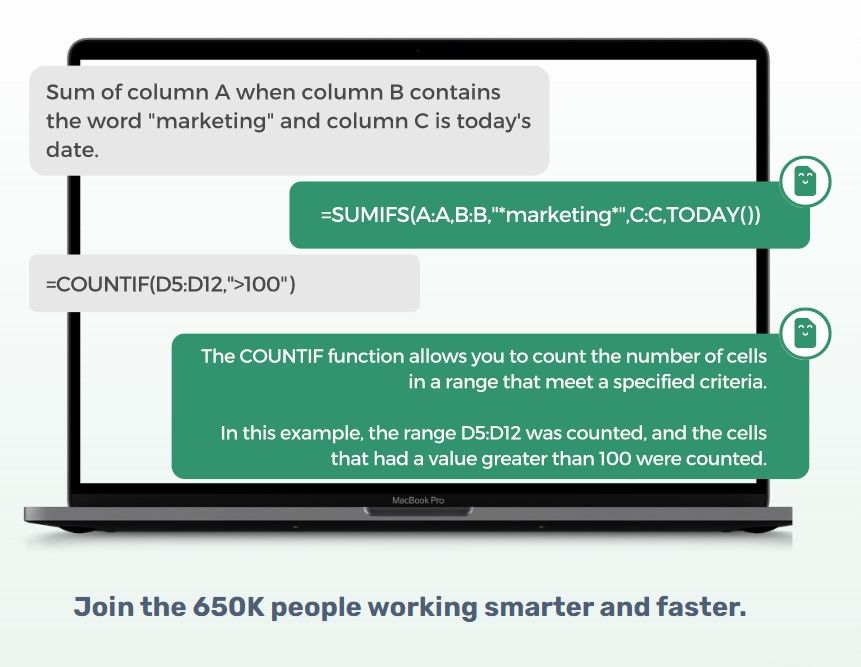 Sum of column A when column B contains
the word "marketing" and column C is today's
date.
=SUMIFS(A:A,B:B,"*marketing*",C:C,TODAY())
=COUNTIF(D5:D12,">100")
The COUNTIF function allows you to count the number of cells
in a range that meet a specified criteria.
In this example, the range D5:D12 was counted, and the cells
that had a value greater than 100 were counted.
MacBook Pro
Join the 650K people working smarter and faster.